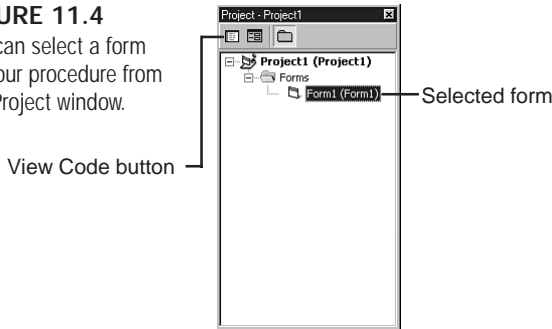 URE 11.4
can select a form
our procedure from
Project window.
View Code button
Project - Project1
Project1 (Project1)
Forms
Form1 (Form1)
Selected form